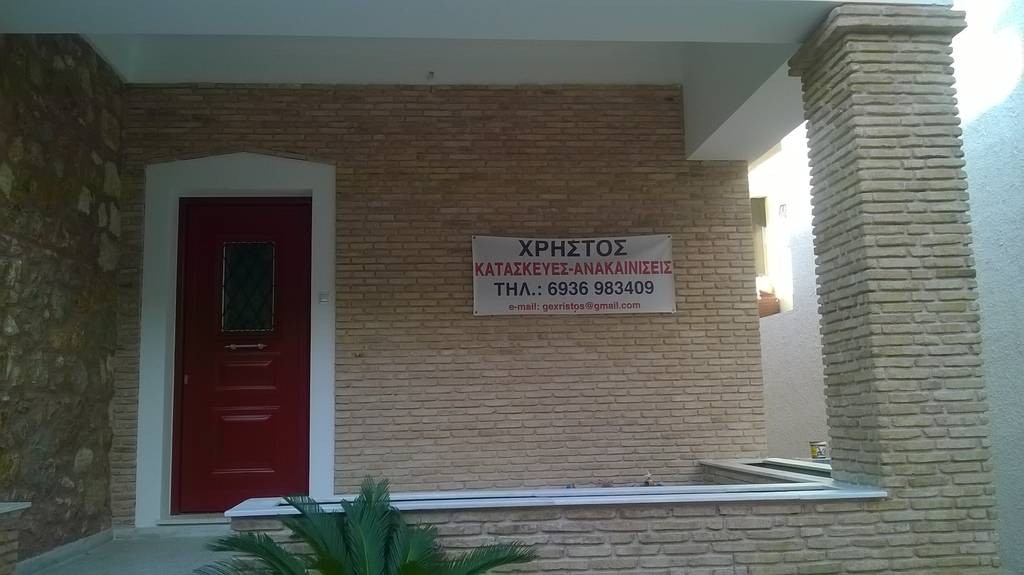 ΧΡΗΣΤΟΣ
ΚΑΤΑΣΚΕΥΕΣ-ΑΝΑΚΑΙΝΙΣΕΙΣ
ΤΗΛ.: 6936 983409
e-mail: gexristos@gmail.com